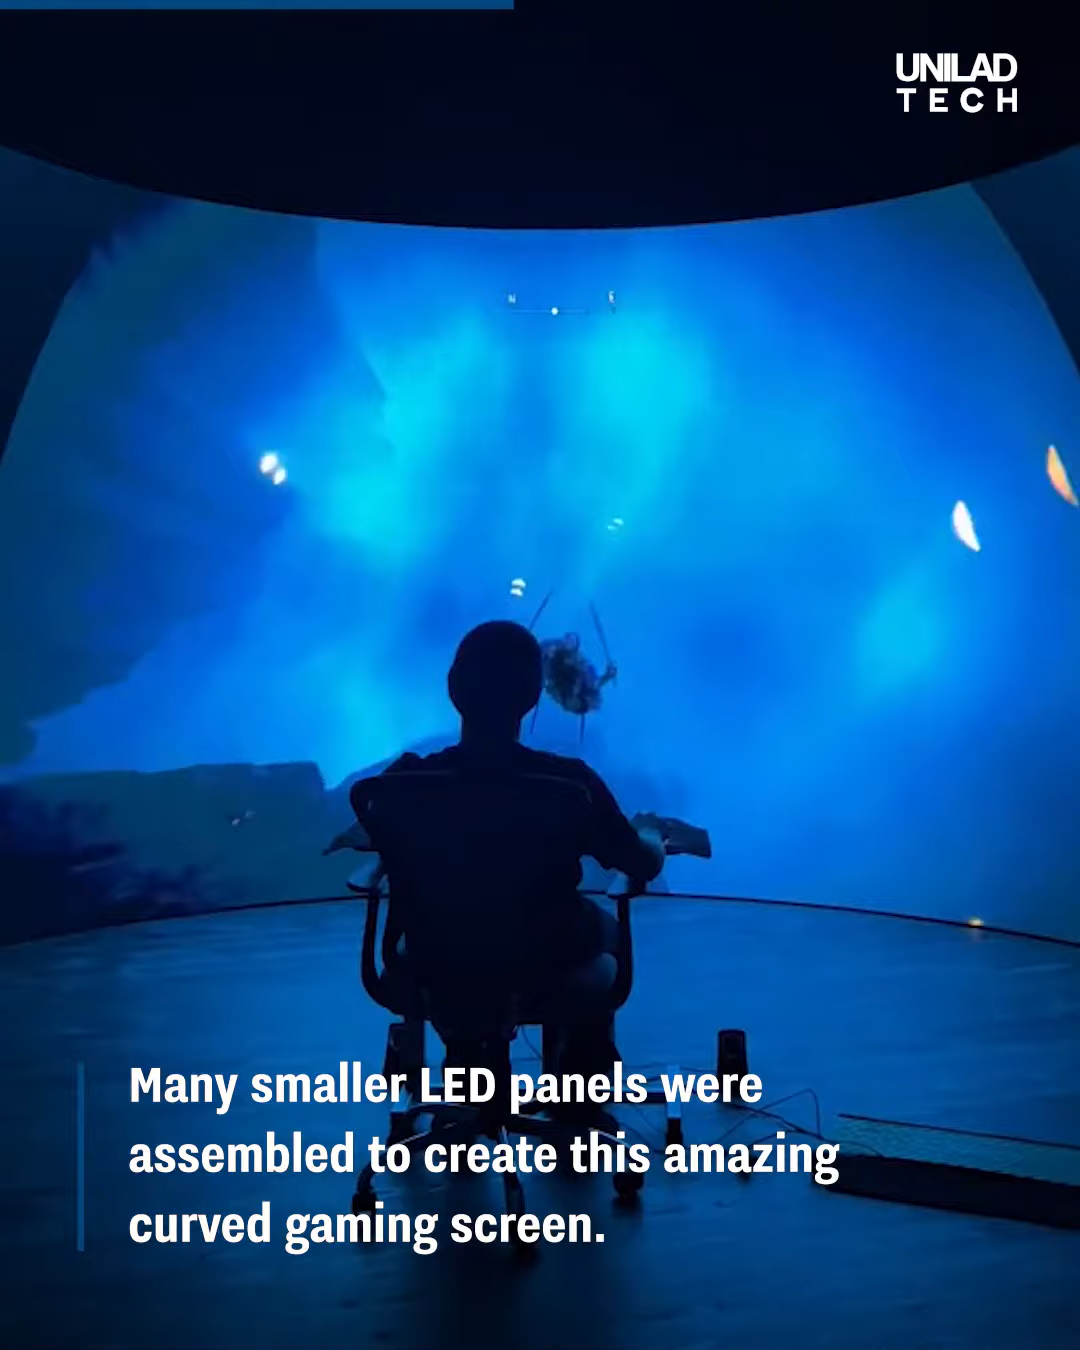 UNILAD
TECH
N
E
Many smaller LED panels were
assembled to create this amazing
curved gaming screen.